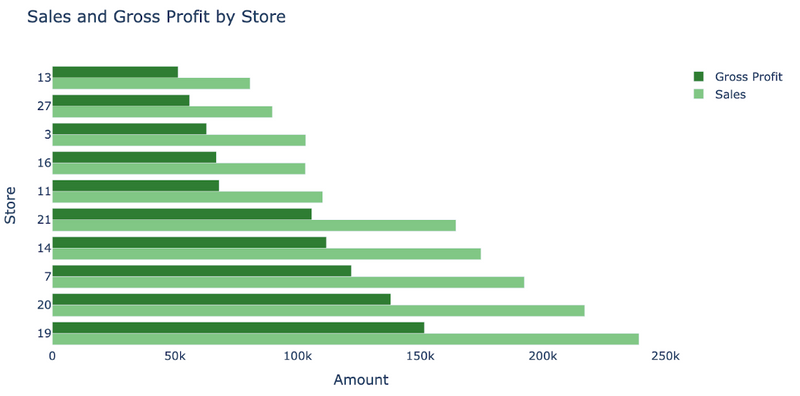 Sales and Gross Profit by Store
Gross Profit
Sales
Store
13
27
3
16
11
21
14
7
20
19
0 50k 100k 150k 200k 250k
Amount